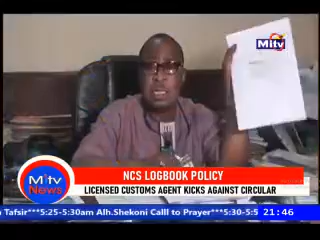 Mitv
NCS LOGBOOK POLICY
Mitv
News
LICENSED CUSTOMS AGENT KICKS AGAINST CIRCULAR
Tafsir***5:25-5:30am Alh.Shekoni Calll to Prayer***5:30-5:5
21:46